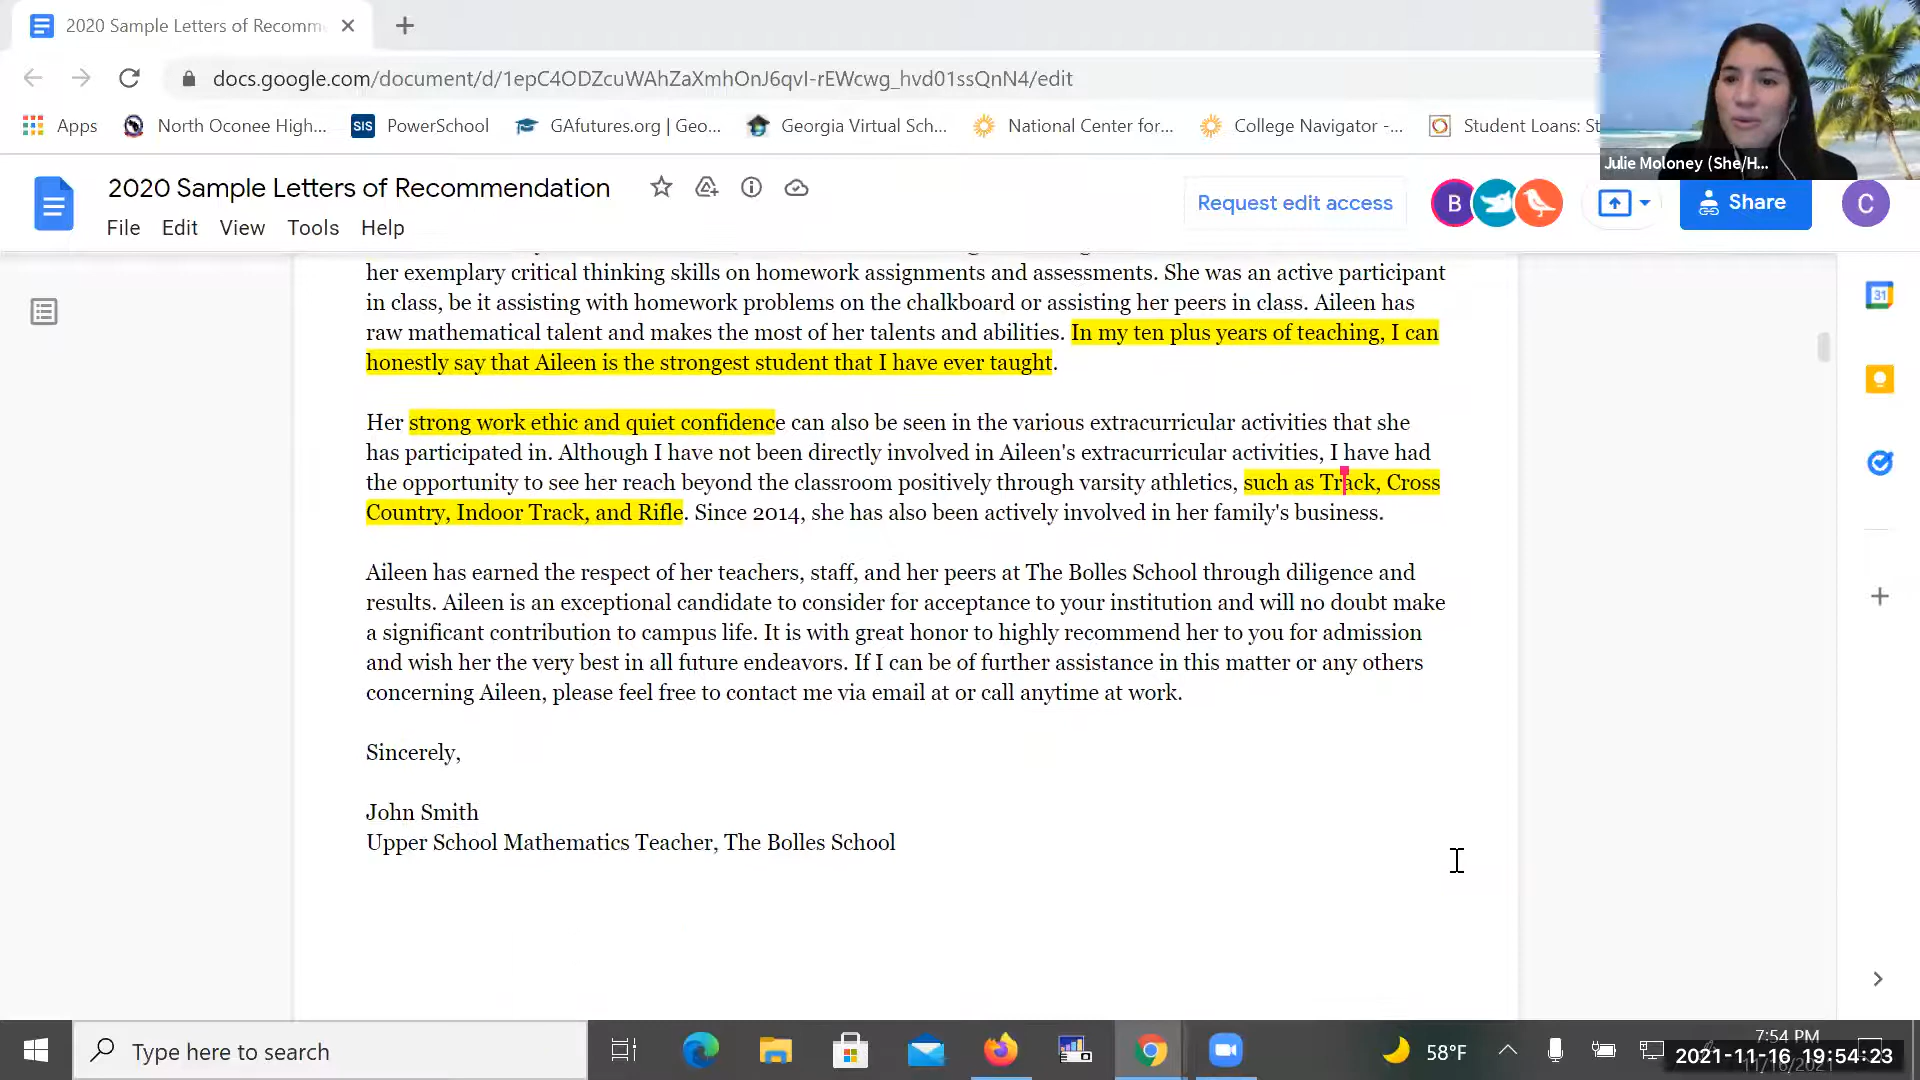 2020 Sample Letters of Recomm
docs.google.com/document/d/1epC4ODZcuWAhZaXmhOnJ6qvI-rEWcwg_hvd01ssQnN4/edit
Apps
North Oconee High...
SIS
PowerSchool
GAfutures.org | Geo...
Georgia Virtual Sch...
National Center for...
College Navigator -...
Student Loans: St
Julie Moloney (She/H...
2020 Sample Letters of Recommendation
File Edit View Tools Help
Request edit access
B
Share
C
her exemplary critical thinking skills on homework assignments and assessments. She was an active participant
in class, be it assisting with homework problems on the chalkboard or assisting her peers in class. Aileen has
raw mathematical talent and makes the most of her talents and abilities. In my ten plus years of teaching, I can
honestly say that Aileen is the strongest student that I have ever taught.
Her strong work ethic and quiet confidence can also be seen in the various extracurricular activities that she
has participated in. Although I have not been directly involved in Aileen's extracurricular activities, I have had
the opportunity to see her reach beyond the classroom positively through varsity athletics, such as Track, Cross
Country, Indoor Track, and Rifle. Since 2014, she has also been actively involved in her family's business.
Aileen has earned the respect of her teachers, staff, and her peers at The Bolles School through diligence and
results. Aileen is an exceptional candidate to consider for acceptance to your institution and will no doubt make
a significant contribution to campus life. It is with great honor to highly recommend her to you for admission
and wish her the very best in all future endeavors. If I can be of further assistance in this matter or any others
concerning Aileen, please feel free to contact me via email at or call anytime at work.
Sincerely,
John Smith
Upper School Mathematics Teacher, The Bolles School
31
Type here to search
58°F
7:54 PM
2021-11-16 19:54:23